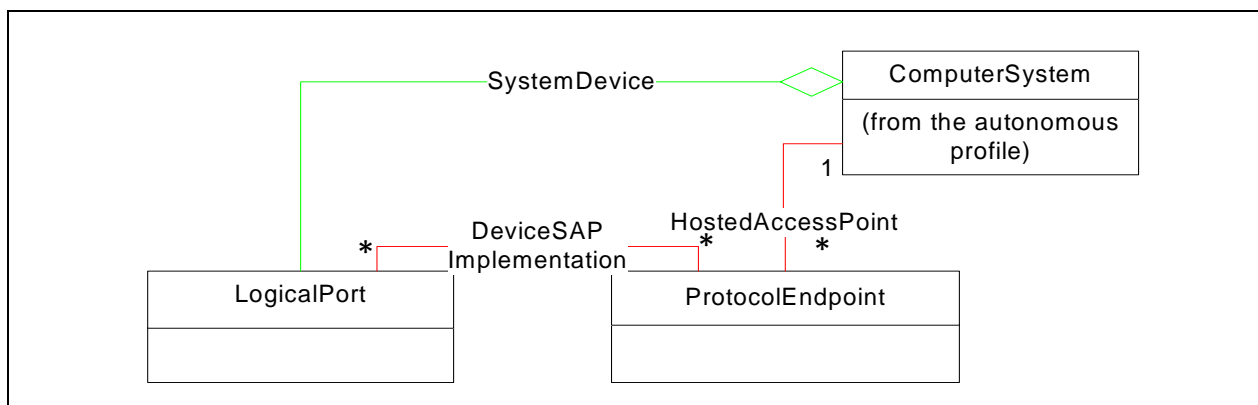 SystemDevice
ComputerSystem
(from the autonomous
profile)
1
HostedAccessPoint
*
DeviceSAP
Implementation
*
*
LogicalPort
ProtocolEndpoint